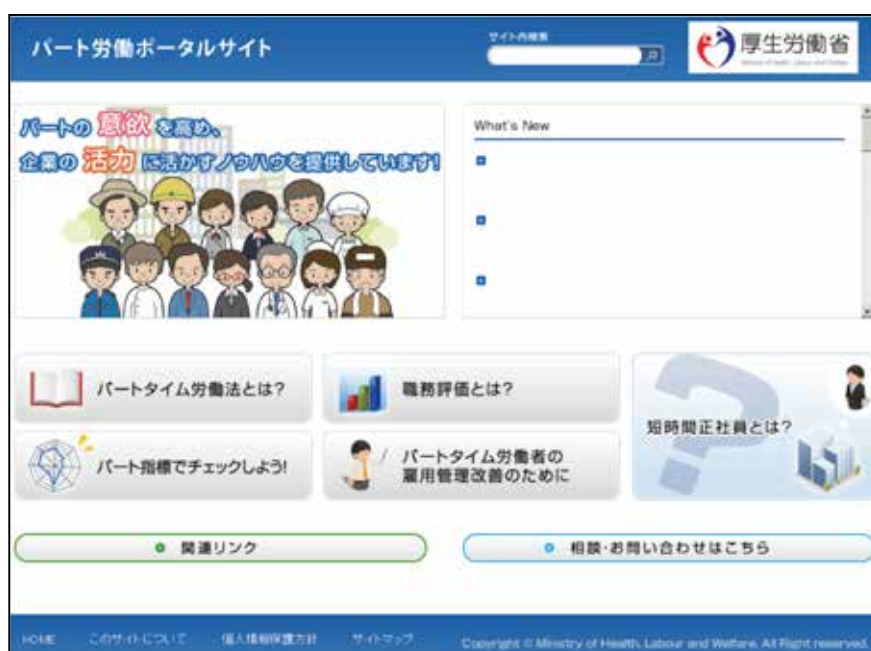 パート労働ポータルサイト
サイト内検索
厚生労働省
Ministry of Health, Labour and Welfare
パートの意欲を高め、
企業の活力に活かすノウハウを提供しています!
What's New
パートタイム労働法とは?
職務評価とは?
短時間正社員とは?
パート指標でチェックしよう!
パートタイム労働者の
雇用管理改善のために
関連リンク
相談・お問い合わせはこちら
HOME このサイトについて 個人情報保護方針 サイトマップ Copyright © Ministry of Health, Labour and Welfare, All Right reserved.